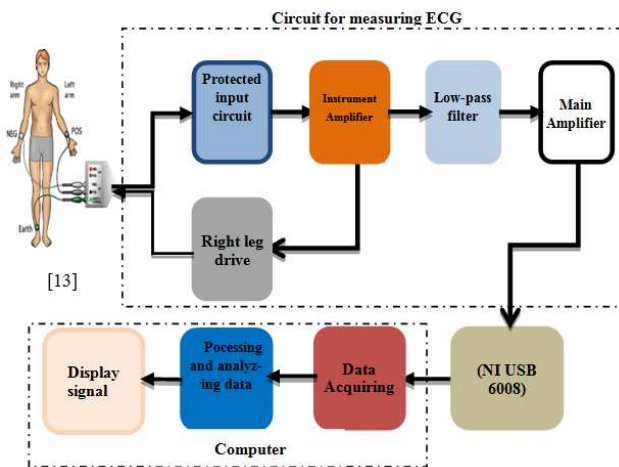 Circuit for measuring ECG
Right
arm
Left
arm
NEG
POS
Earth
[13]
Protected
input
circuit
Instrument
Amplifier
Low-pass
filter
Main
Amplifier
Right leg
drive
Display
signal
Pocessing
and analyz-
ing data
Data
Acquiring
(NI USB
6008)
Computer